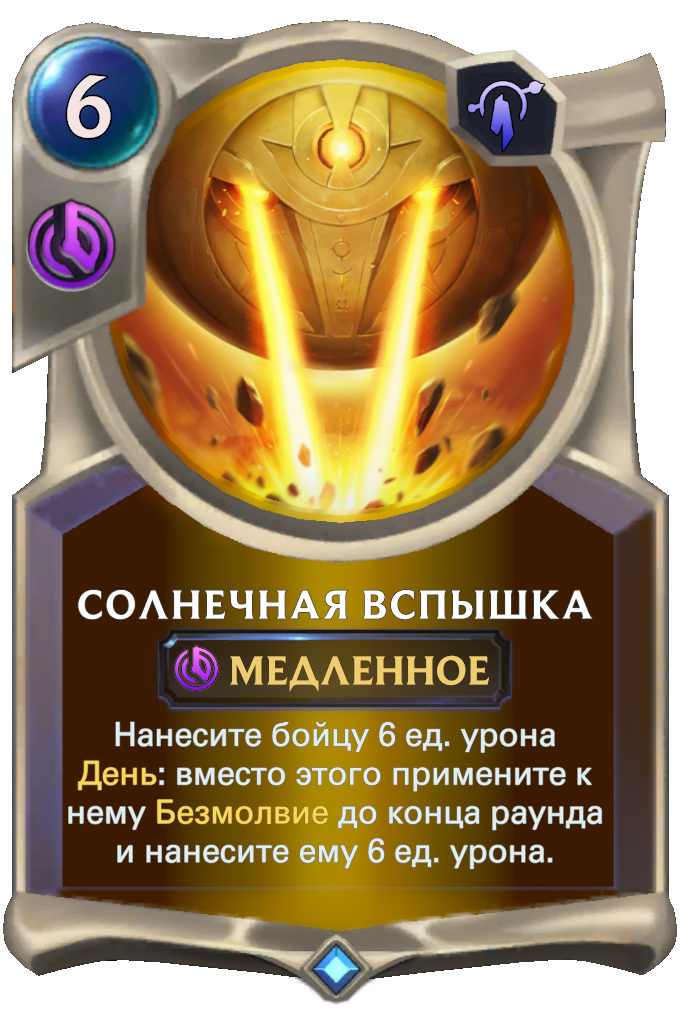 6
СОЛНЕЧНАЯ ВСПЫШКА
МЕДЛЕННОЕ
Нанесите бойцу 6 ед. урона
День: вместо этого примените к
нему Безмолвие до конца раунда
и нанесите ему 6 ед. урона.